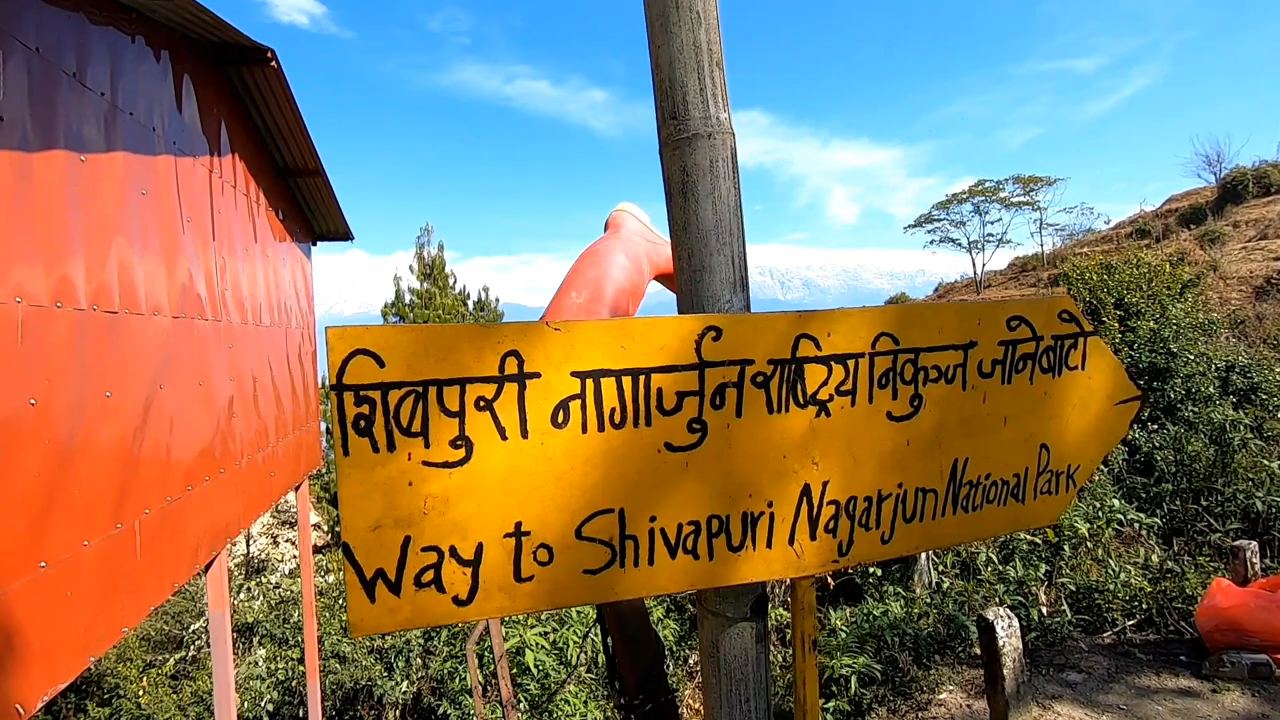 शिवपुरी नागार्जुन राष्ट्रिय निकुञ्ज जानेबाटो
Way to Shivapuri Nagarjun National Park